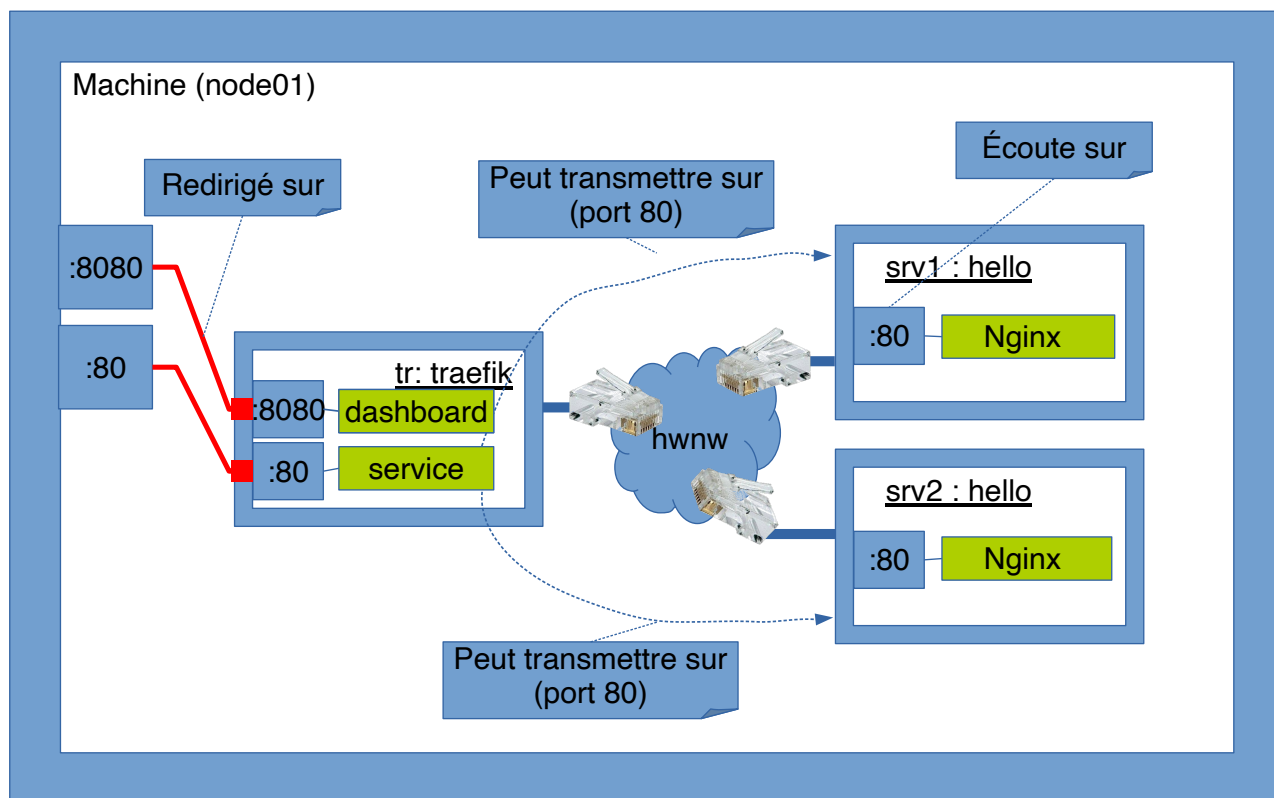 Machine (node01)
Écoute sur
Redirigé sur
Peut transmettre sur
(port 80)
:8080
:80
srv1 : hello
:80
Nginx
tr: traefik
:8080
dashboard
:80
service
hwnw
srv2 : hello
:80
Nginx
Peut transmettre sur
(port 80)